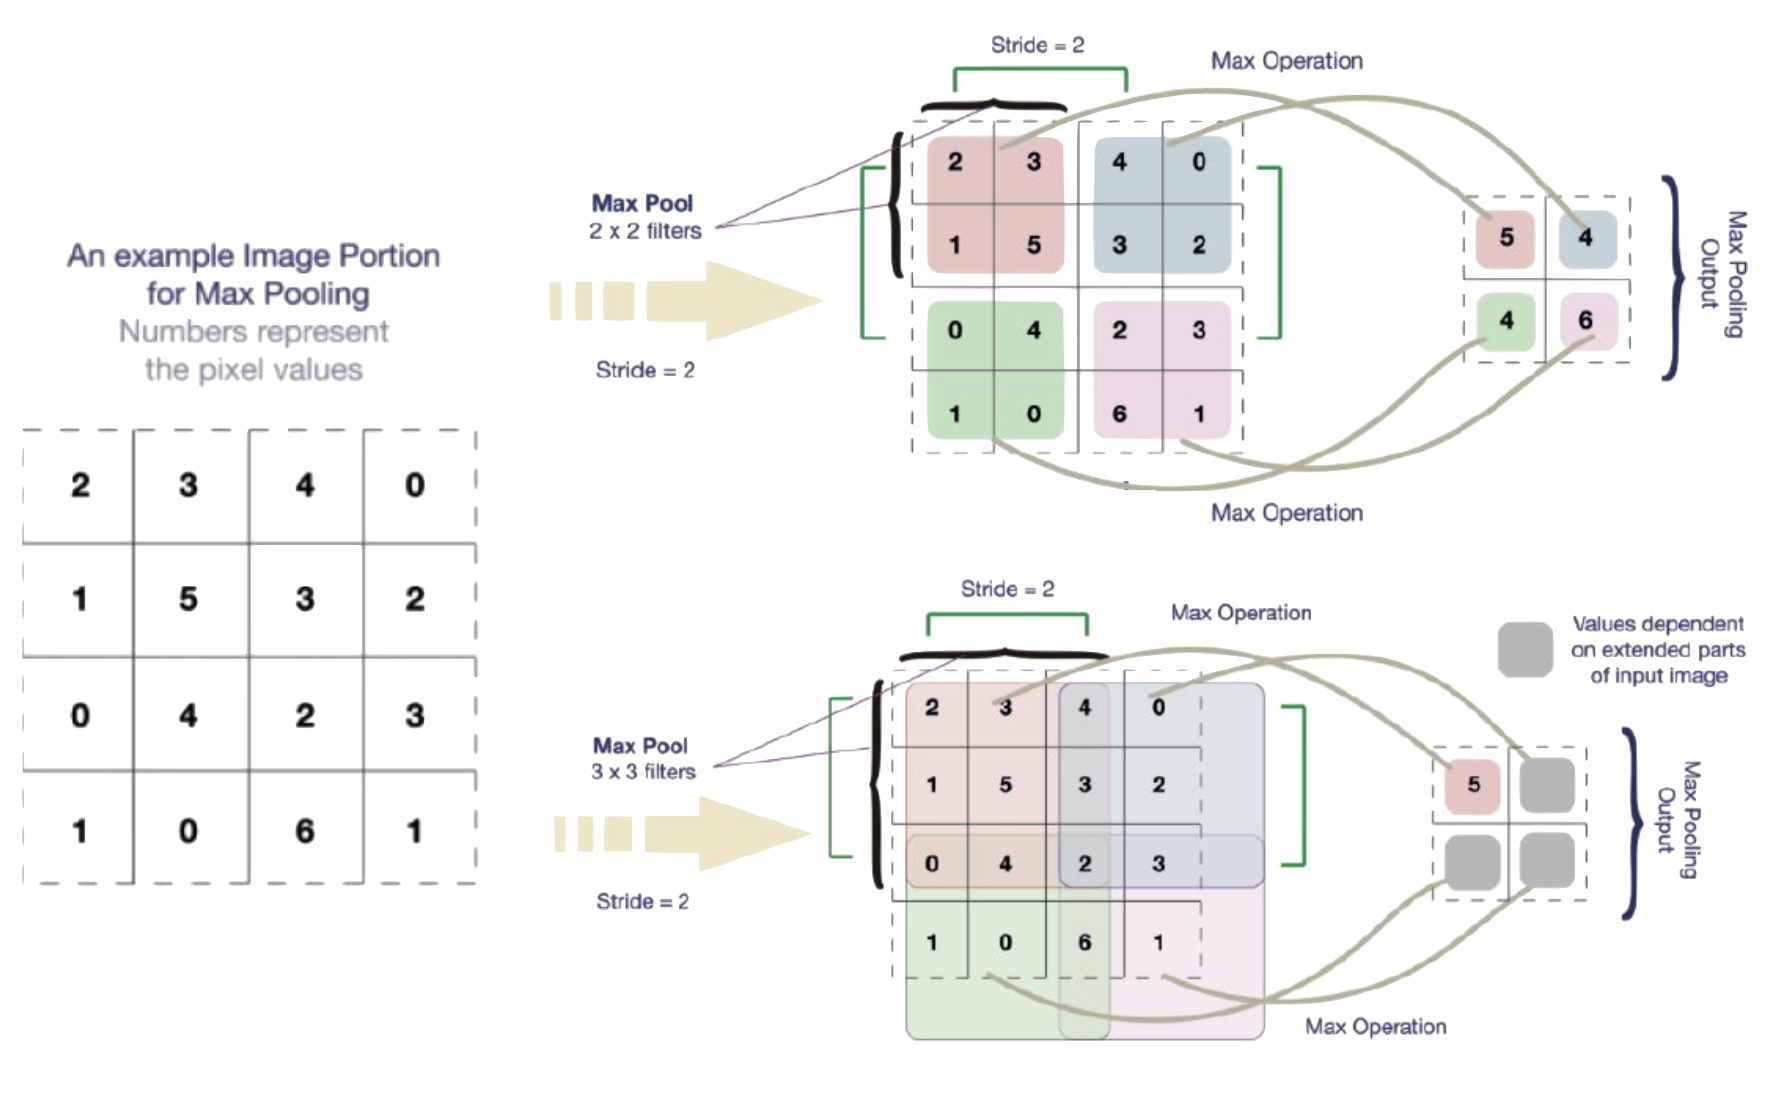 An example Image Portion
for Max Pooling
Numbers represent
the pixel values
2 3 4 0
1 5 3 2
0 4 2 3
1 0 6 1
Stride = 2
Max Operation
Max Pool
2 x 2 filters
Stride = 2
2 3 4 0
1 5 3 2
0 4 2 3
1 0 6 1
5 4
4 6
Max Pooling
Output
Max Operation
Stride = 2
Max Operation
Values dependent
on extended parts
of input image
Max Pool
3 x 3 filters
Stride = 2
2 3 4 0
1 5 3 2
0 4 2 3
1 0 6 1
5
Max Pooling
Output
Max Operation